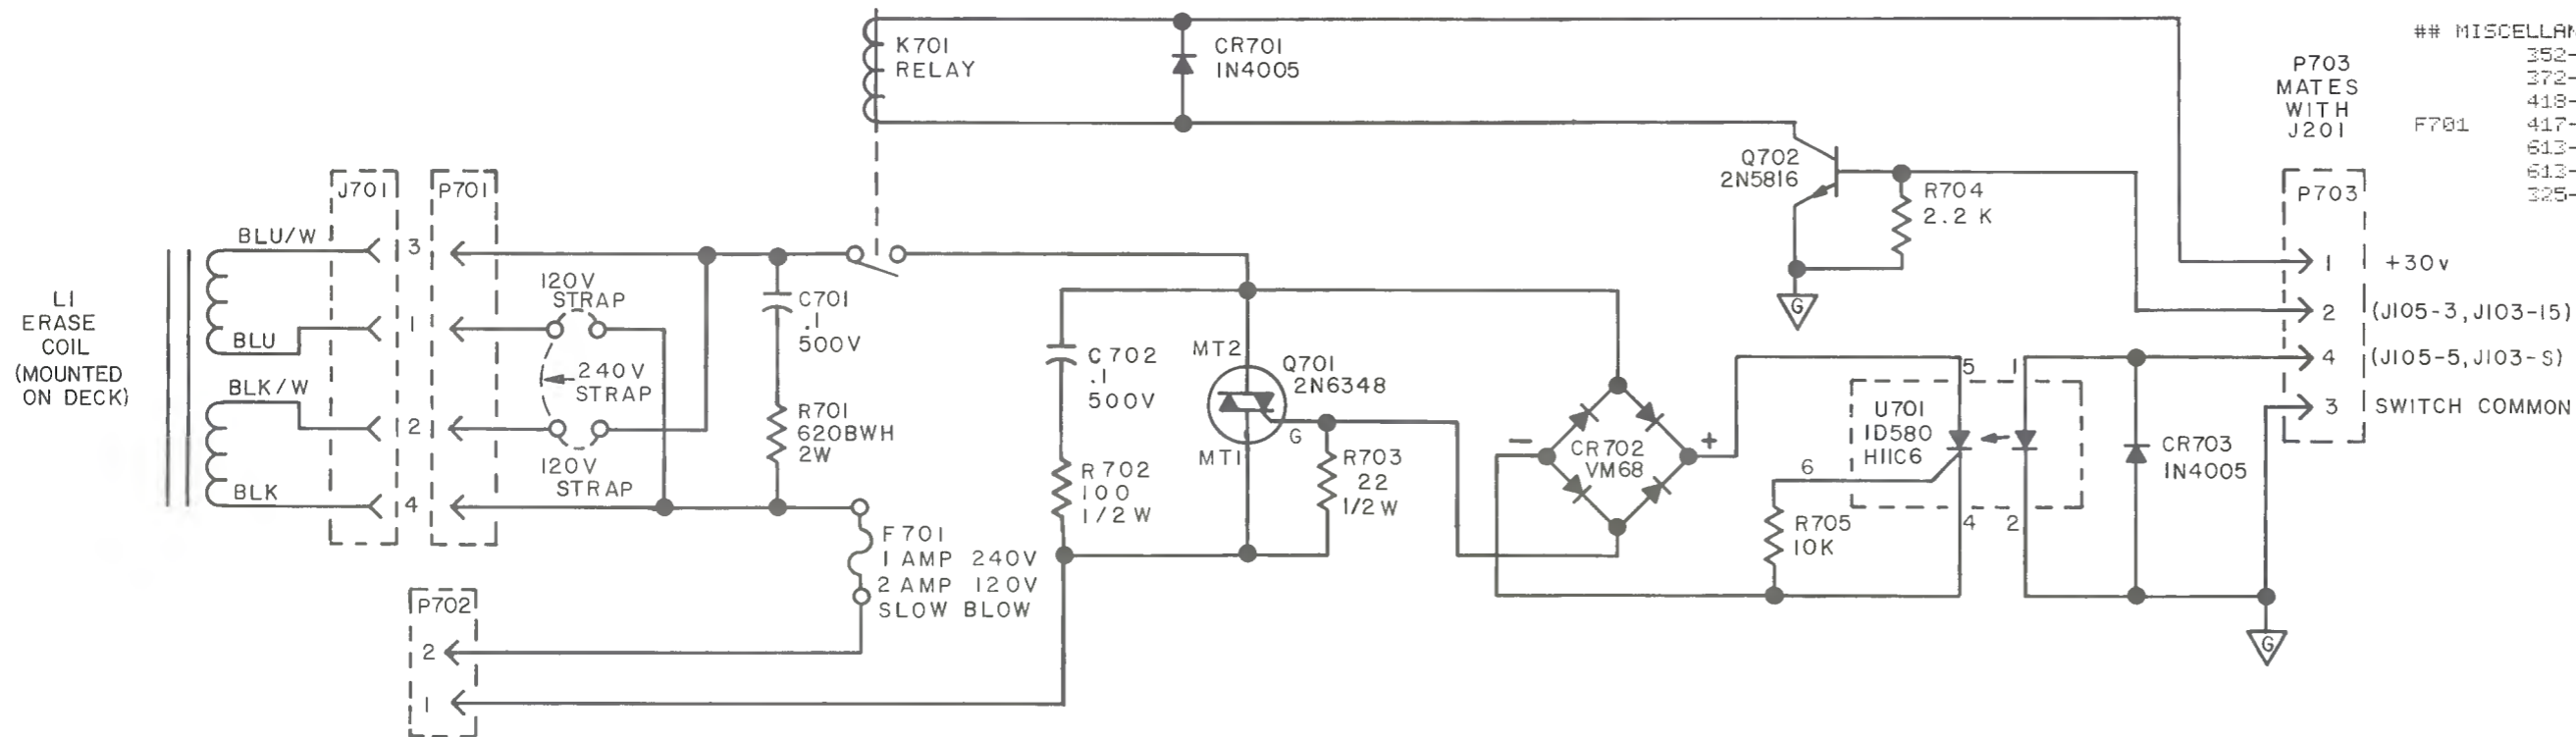 K701
RELAY
CR701
1N4005
P703
MATES
WITH
J201
## MISCELLAN
352-
372-
418-
F701 417-
613-
613-
325-
Q702
2N5816
R704
2.2 K
P703
1 +30v
2 (J105-3, J103-15)
4 (J105-5, J103-S)
3 SWITCH COMMON
G
L1
ERASE
COIL
(MOUNTED
ON DECK)
BLU/W
BLU
BLK/W
BLK
J701
P701
3
1
2
4
120V
STRAP
240V
STRAP
120V
STRAP
C701
.1
500V
R701
620BWH
2W
F701
1 AMP 240V
2 AMP 120V
SLOW BLOW
P702
2
1
C702
.1
500V
R702
100
1/2 W
MT2
Q701
2N6348
G
MT1
R703
22
1/2 W
−
CR702
VM68
+
5
1
U701
1D580
H11C6
6
4
2
R705
10K
CR703
1N4005
G